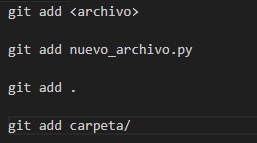 git add <archivo>
git add nuevo_archivo.py
git add .
git add carpeta/